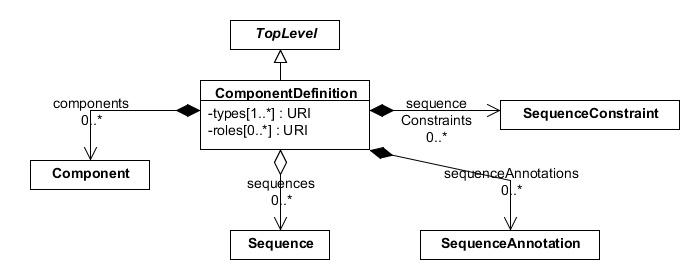 TopLevel
ComponentDefinition
-types[1..*] : URI
-roles[0..*] : URI
components
0..*
sequence
Constraints
0..*
SequenceConstraint
Component
sequences
0..*
sequenceAnnotations
0..*
Sequence
SequenceAnnotation